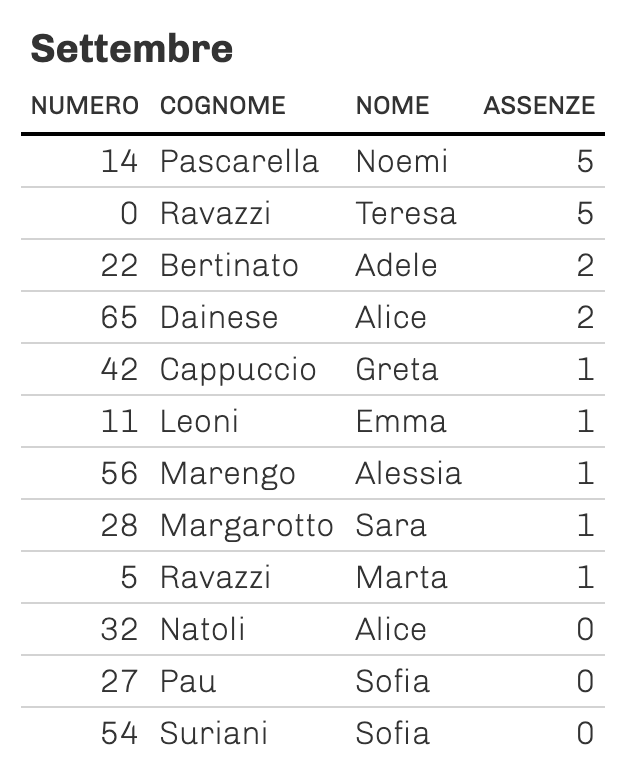 Settembre
NUMERO COGNOME NOME ASSENZE
14 Pascarella Noemi 5
0 Ravazzi Teresa 5
22 Bertinato Adele 2
65 Dainese Alice 2
42 Cappuccio Greta 1
11 Leoni Emma 1
56 Marengo Alessia 1
28 Margarotto Sara 1
5 Ravazzi Marta 1
32 Natoli Alice 0
27 Pau Sofia 0
54 Suriani Sofia 0